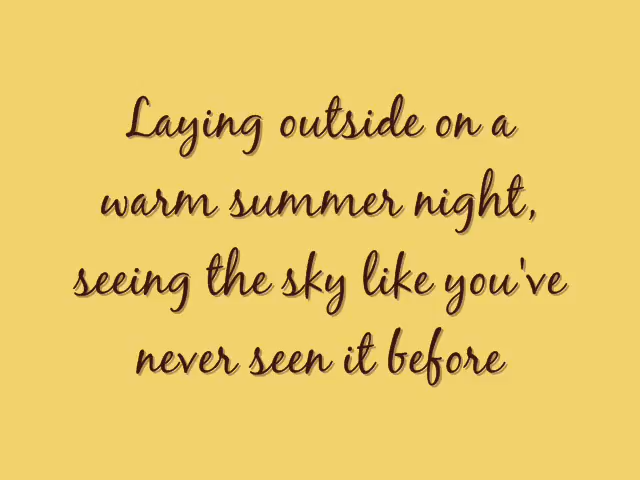 Laying outside on a
warm summer night,
seeing the sky like you've
never seen it before